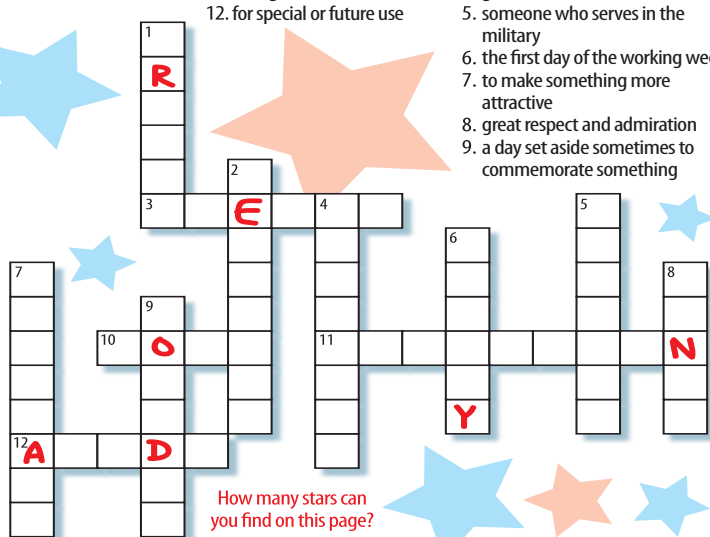 12. for special or future use
5. someone who serves in the
military
6. the first day of the working
7. to make something more
attractive
8. great respect and admiration
9. a day set aside sometimes to
commemorate something
1
R
2
3
E
4
5
6
7
8
9
10
O
11
N
Y
12
A
D
How many stars can
you find on this page?